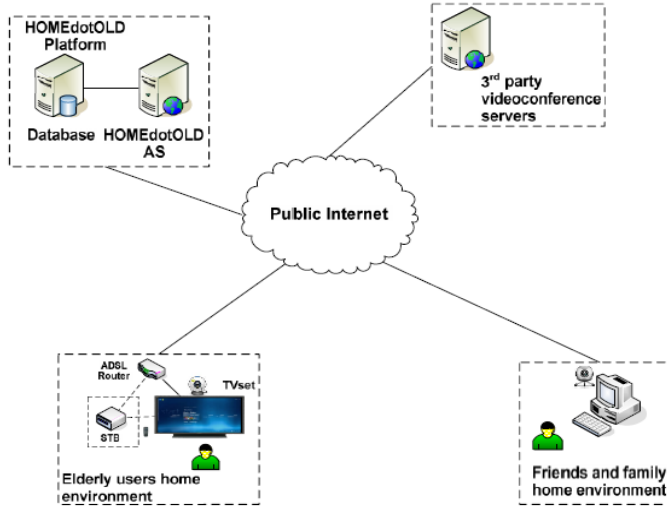 HOMEdotOLD
Platform
Database
HOMEdotOLD
AS
3rd party
videoconference
servers
Public Internet
ADSL
Router
TVset
STB
Elderly users home
environment
Friends and family
home environment